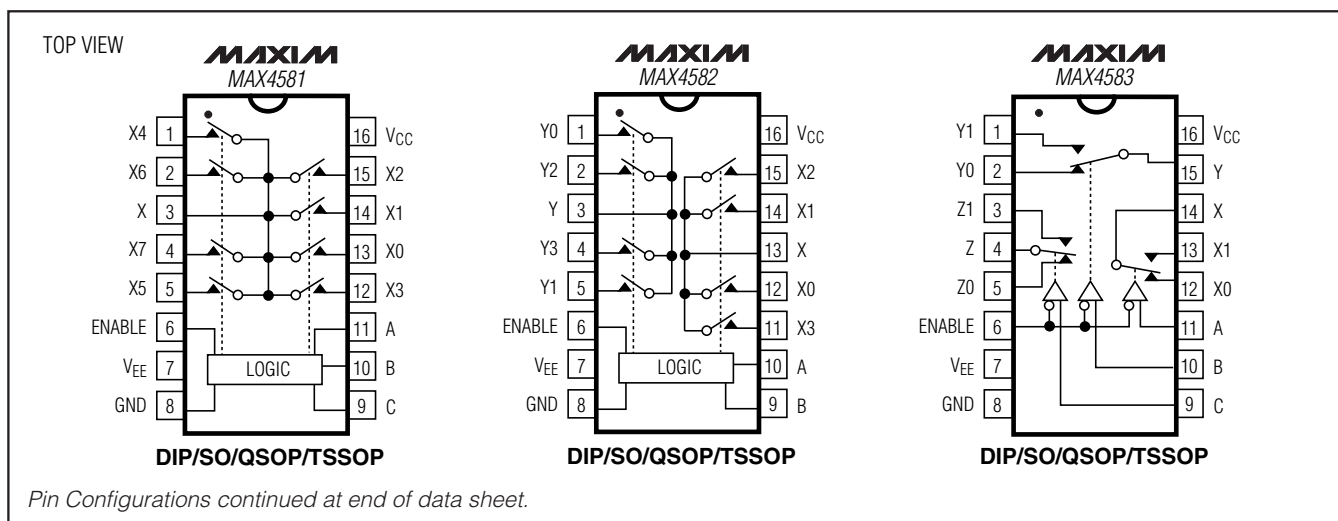 TOP VIEW
MAXIM
MAX4581
X4 1
X6 2
X 3
X7 4
X5 5
ENABLE 6
VEE 7
GND 8
16 VCC
15 X2
14 X1
13 X0
12 X3
11 A
10 B
9 C
LOGIC
DIP/SO/QSOP/TSSOP
MAXIM
MAX4582
Y0 1
Y2 2
Y 3
Y3 4
Y1 5
ENABLE 6
VEE 7
GND 8
16 VCC
15 X2
14 X1
13 X
12 X0
11 X3
10 A
9 B
LOGIC
DIP/SO/QSOP/TSSOP
MAXIM
MAX4583
Y1 1
Y0 2
Z1 3
Z 4
Z0 5
ENABLE 6
VEE 7
GND 8
16 VCC
15 Y
14 X
13 X1
12 X0
11 A
10 B
9 C
DIP/SO/QSOP/TSSOP
Pin Configurations continued at end of data sheet.